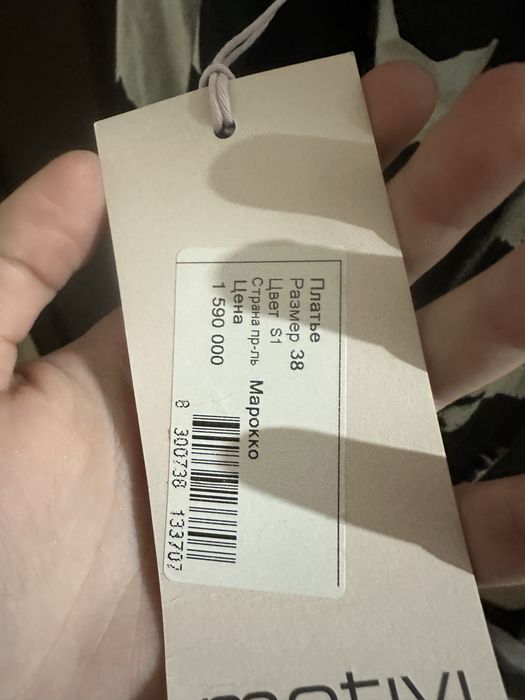 Платье
Размер 38
Цвет S1
Страна пр-ль Марокко
Цена
1 590 000
8 300738 133707
motivi